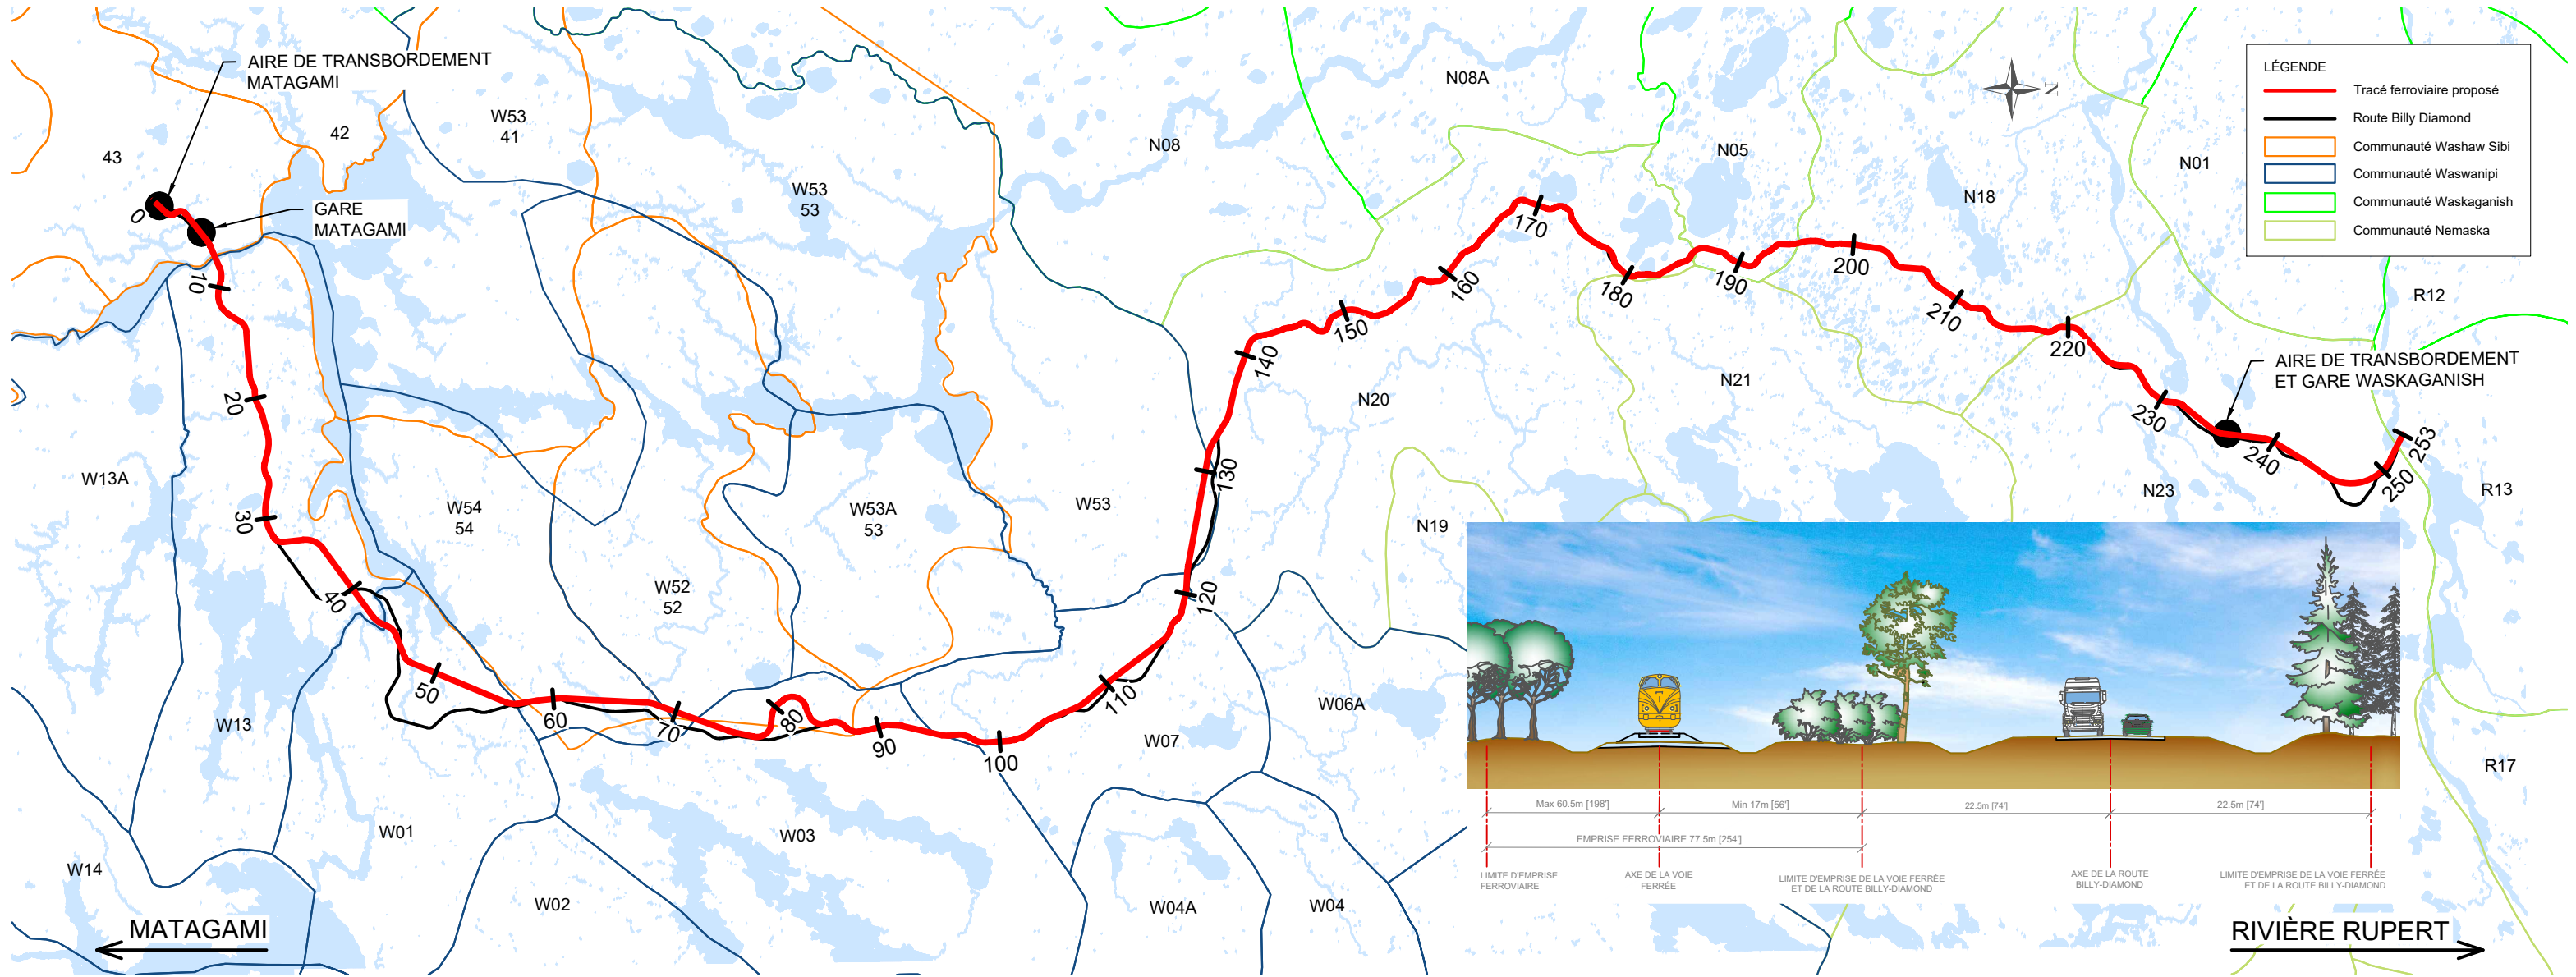 AIRE DE TRANSBORDEMENT
MATAGAMI
GARE
MATAGAMI
43
42
W53
41
W53
53
N08
N08A
N05
N18
N01
R12
LÉGENDE
Tracé ferroviaire proposé
Route Billy Diamond
Communauté Washaw Sibi
Communauté Waswanipi
Communauté Waskaganish
Communauté Nemaska
N
0
10
20
30
40
50
60
70
80
90
100
110
120
130
140
150
160
170
180
190
200
210
220
230
240
250
253
AIRE DE TRANSBORDEMENT
ET GARE WASKAGANISH
W13A
W54
54
W52
52
W53A
53
W53
N20
N21
N19
N23
R13
R17
W13
W01
W14
W02
W03
W07
W06A
W04A
W04
Max 60.5m [198']
Min 17m [56']
22.5m [74']
22.5m [74']
EMPRISE FERROVIAIRE 77.5m [254']
LIMITE D'EMPRISE
FERROVIAIRE
AXE DE LA VOIE
FERRÉE
LIMITE D'EMPRISE DE LA VOIE FERRÉE
ET DE LA ROUTE BILLY-DIAMOND
AXE DE LA ROUTE
BILLY-DIAMOND
LIMITE D'EMPRISE DE LA VOIE FERRÉE
ET DE LA ROUTE BILLY-DIAMOND
MATAGAMI
RIVIÈRE RUPERT